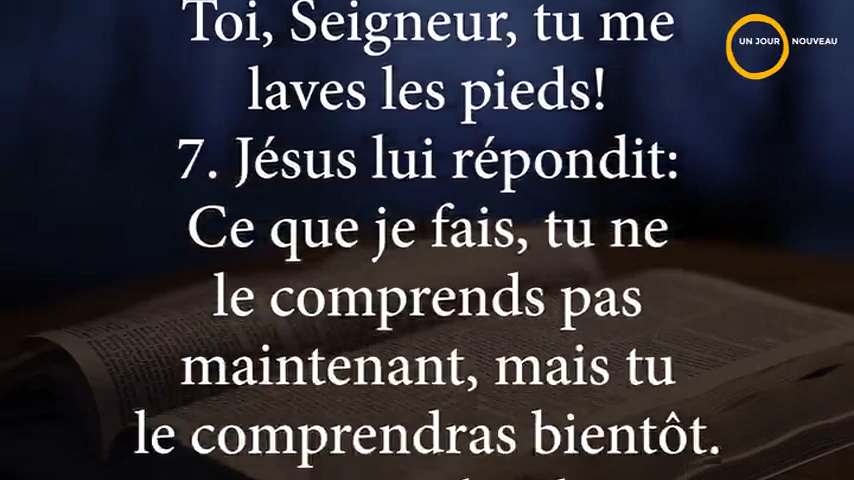 Toi, Seigneur, tu me
laves les pieds!
7. Jésus lui répondit:
Ce que je fais, tu ne
le comprends pas
maintenant, mais tu
le comprendras bientôt.
UN JOUR NOUVEAU